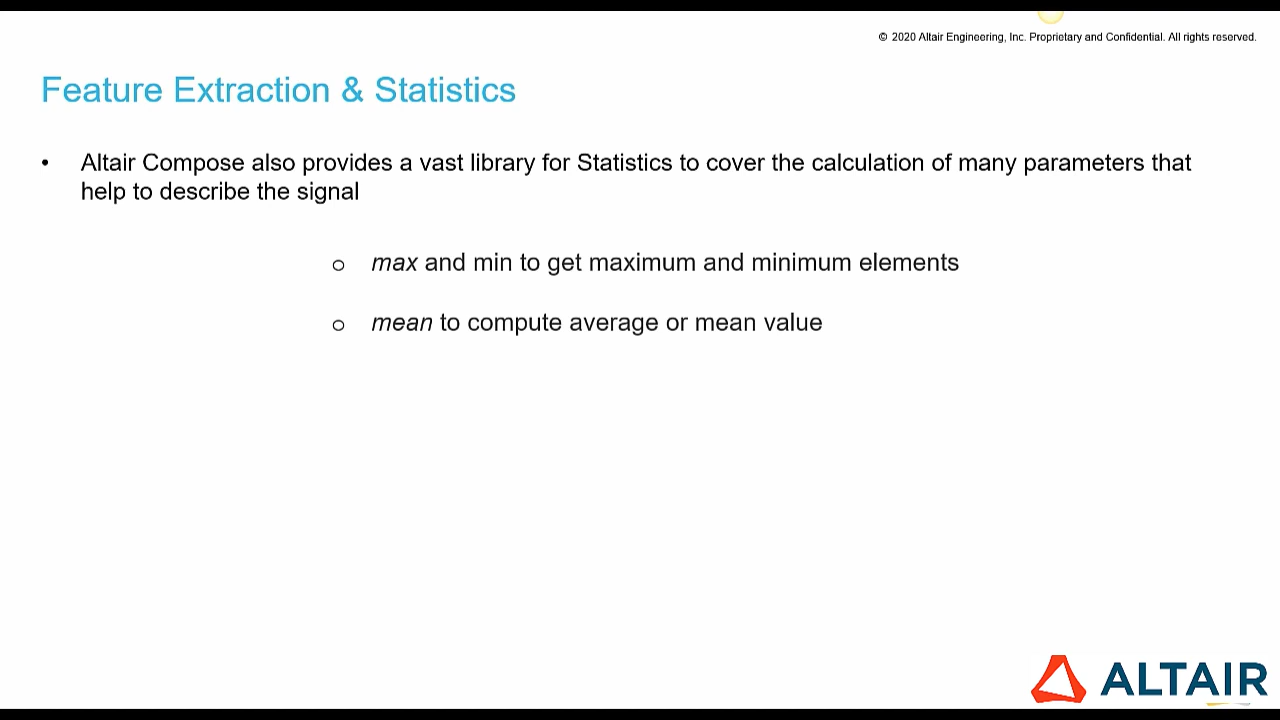 © 2020 Altair Engineering, Inc. Proprietary and Confidential. All rights reserved.
Feature Extraction & Statistics
• Altair Compose also provides a vast library for Statistics to cover the calculation of many parameters that
help to describe the signal
o max and min to get maximum and minimum elements
o mean to compute average or mean value
ALTAIR